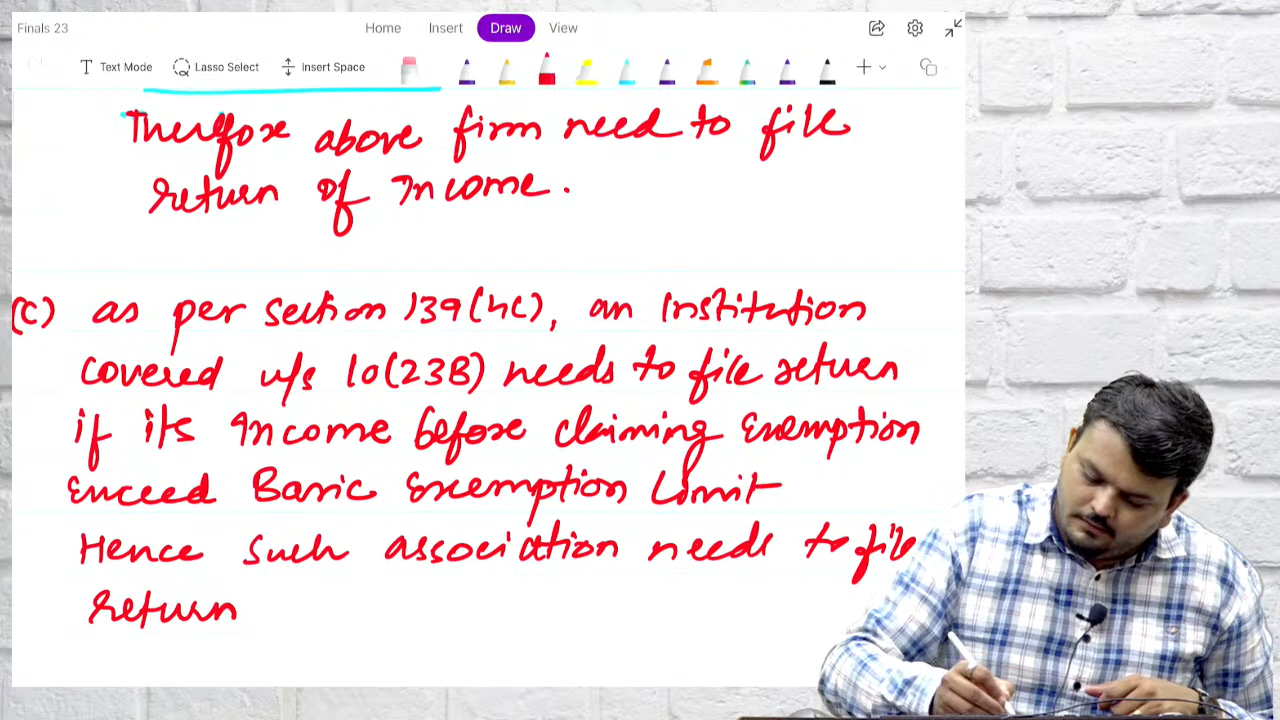 Finals 23
Home Insert Draw View
Text Mode Lasso Select Insert Space
Therefore above firm need to file
return of Income.
(C) as per section 139(4C), an Institution
covered u/s 10(23B) needs to file return
if its Income before claiming Exemption
Exceed Basic Exemption Limit
Hence such association needs to file
return